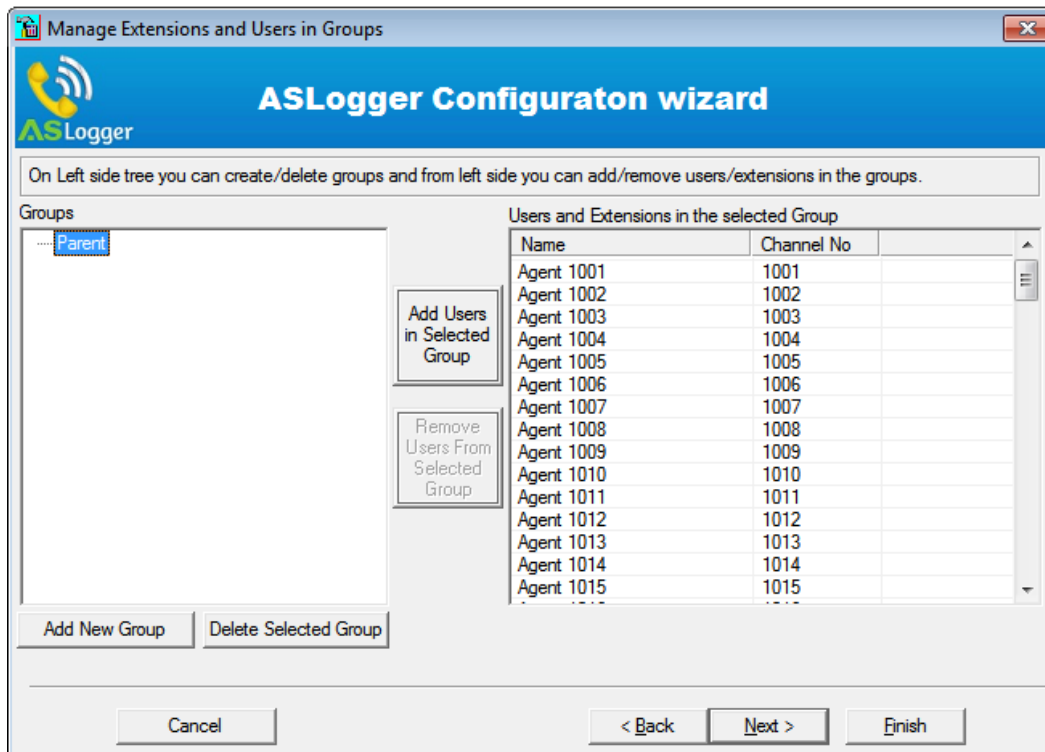 Manage Extensions and Users in Groups
ASLogger Configuraton wizard
ASLogger
On Left side tree you can create/delete groups and from left side you can add/remove users/extensions in the groups.
Groups
Users and Extensions in the selected Group
Parent
Name Channel No
Agent 1001 1001
Agent 1002 1002
Agent 1003 1003
Agent 1004 1004
Agent 1005 1005
Agent 1006 1006
Agent 1007 1007
Agent 1008 1008
Agent 1009 1009
Agent 1010 1010
Agent 1011 1011
Agent 1012 1012
Agent 1013 1013
Agent 1014 1014
Agent 1015 1015
Add Users
in Selected
Group
Remove
Users From
Selected
Group
Add New Group
Delete Selected Group
Cancel
< Back
Next >
Finish